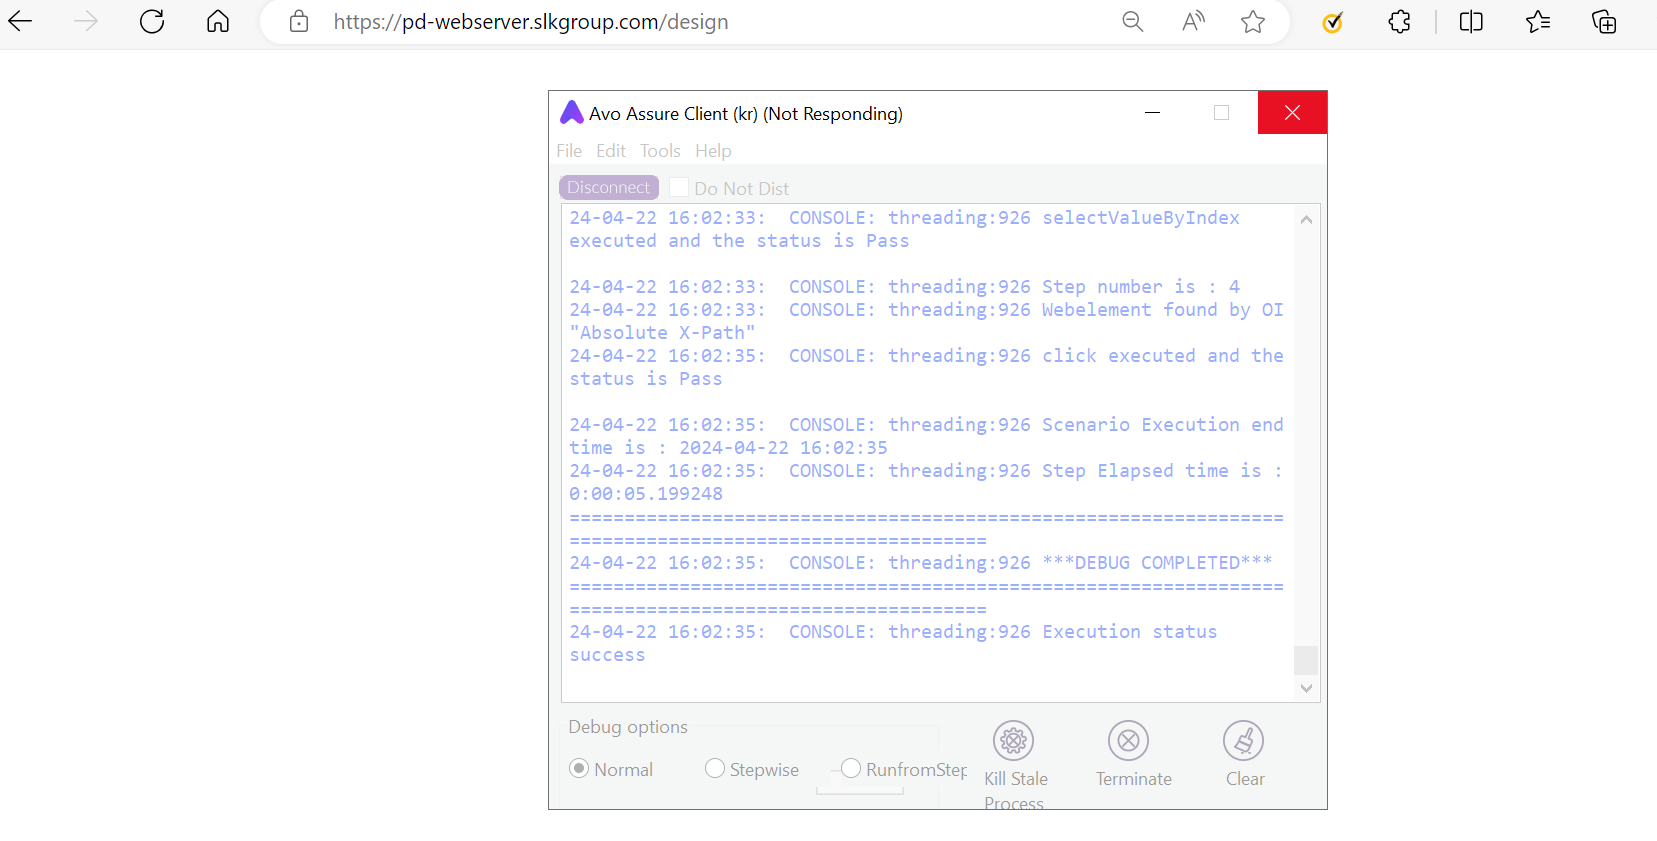 https://pd-webserver.slkgroup.com/design
Avo Assure Client (kr) (Not Responding)
File Edit Tools Help
Disconnect Do Not Dist
24-04-22 16:02:33:  CONSOLE: threading:926 selectValueByIndex
executed and the status is Pass
24-04-22 16:02:33:  CONSOLE: threading:926 Step number is : 4
24-04-22 16:02:33:  CONSOLE: threading:926 Webelement found by OI
"Absolute X-Path"
24-04-22 16:02:35:  CONSOLE: threading:926 click executed and the
status is Pass
24-04-22 16:02:35:  CONSOLE: threading:926 Scenario Execution end
time is : 2024-04-22 16:02:35
24-04-22 16:02:35:  CONSOLE: threading:926 Step Elapsed time is :
0:00:05.199248
=================================================================
======================================
24-04-22 16:02:35:  CONSOLE: threading:926 ***DEBUG COMPLETED***
=================================================================
======================================
24-04-22 16:02:35:  CONSOLE: threading:926 Execution status
success
Debug options
Normal Stepwise RunfromStep
Kill Stale
Process
Terminate
Clear